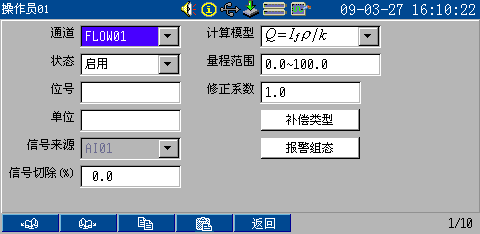 操作员01 09-03-27 16:10:22
通道 FLOW01
状态 启用
位号
单位
信号来源 AI01
信号切除(%) 0.0
计算模型 Q=I_fρ/k
量程范围 0.0~100.0
修正系数 1.0
补偿类型
报警组态
返回 1/10